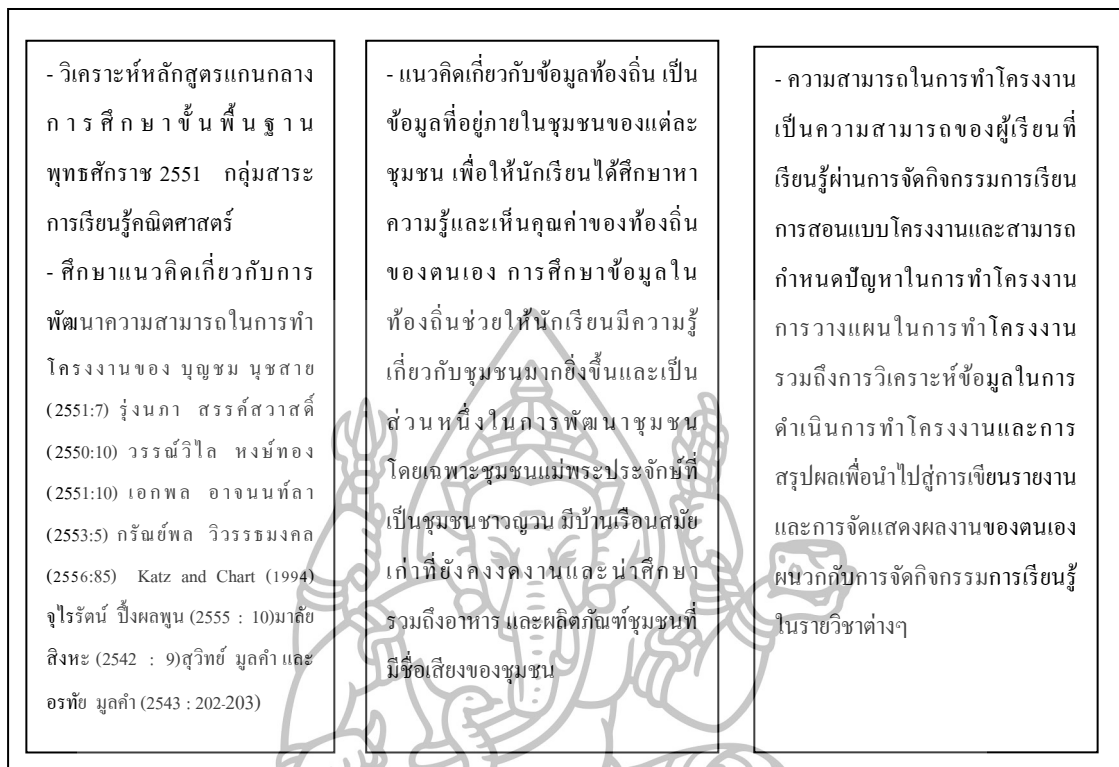 - วิเคราะห์หลักสูตรแกนกลาง
การศึกษาขั้นพื้นฐาน
พุทธศักราช 2551 กลุ่มสาระ
การเรียนรู้คณิตศาสตร์
- ศึกษาแนวคิดเกี่ยวกับการ
พัฒนาความสามารถในการทำ
โครงงานของ บุญชม นุชสาย
(2551:7) รุ่งนภา สรรค์สวาสดิ์
(2550:10) วรรณ์วิไล หงษ์ทอง
(2551:10) เอกพล อาจนนท์ลา
(2553:5) กรัณย์พล วิวรรธมงคล
(2556:85) Katz and Chart (1994)
จุไรรัตน์ ปึ้งผลพูน (2555 : 10)มาลัย
สิงหะ (2542 : 9)สุวิทย์ มูลคำ และ
อรทัย มูลคำ (2543 : 202-203)
- แนวคิดเกี่ยวกับข้อมูลท้องถิ่น เป็น
ข้อมูลที่อยู่ภายในชุมชนของแต่ละ
ชุมชน เพื่อให้นักเรียนได้ศึกษาหา
ความรู้และเห็นคุณค่าของท้องถิ่น
ของตนเอง การศึกษาข้อมูลใน
ท้องถิ่นช่วยให้นักเรียนมีความรู้
เกี่ยวกับชุมชนมากยิ่งขึ้นและเป็น
ส่วนหนึ่งในการพัฒนาชุมชน
โดยเฉพาะชุมชนแม่พระประจักษ์ที่
เป็นชุมชนชาวญวน มีบ้านเรือนสมัย
เก่าที่ยังคงงดงานและน่าศึกษา
รวมถึงอาหาร และผลิตภัณฑ์ชุมชนที่
มีชื่อเสียงของชุมชน
- ความสามารถในการทำโครงงาน
เป็นความสามารถของผู้เรียนที่
เรียนรู้ผ่านการจัดกิจกรรมการเรียน
การสอนแบบโครงงานและสามารถ
กำหนดปัญหาในการทำโครงงาน
การวางแผนในการทำโครงงาน
รวมถึงการวิเคราะห์ข้อมูลในการ
ดำเนินการทำโครงงานและการ
สรุปผลเพื่อนำไปสู่การเขียนรายงาน
และการจัดแสดงผลงานของตนเอง
ผนวกกับการจัดกิจกรรมการเรียนรู้
ในรายวิชาต่างๆ